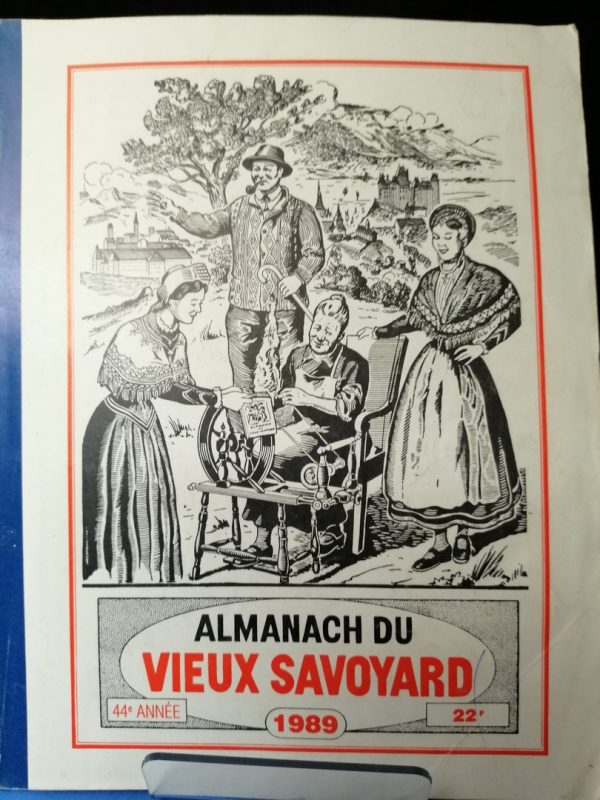 ALMANACH DU
VIEUX SAVOYARD
44e ANNÉE
1989
22F